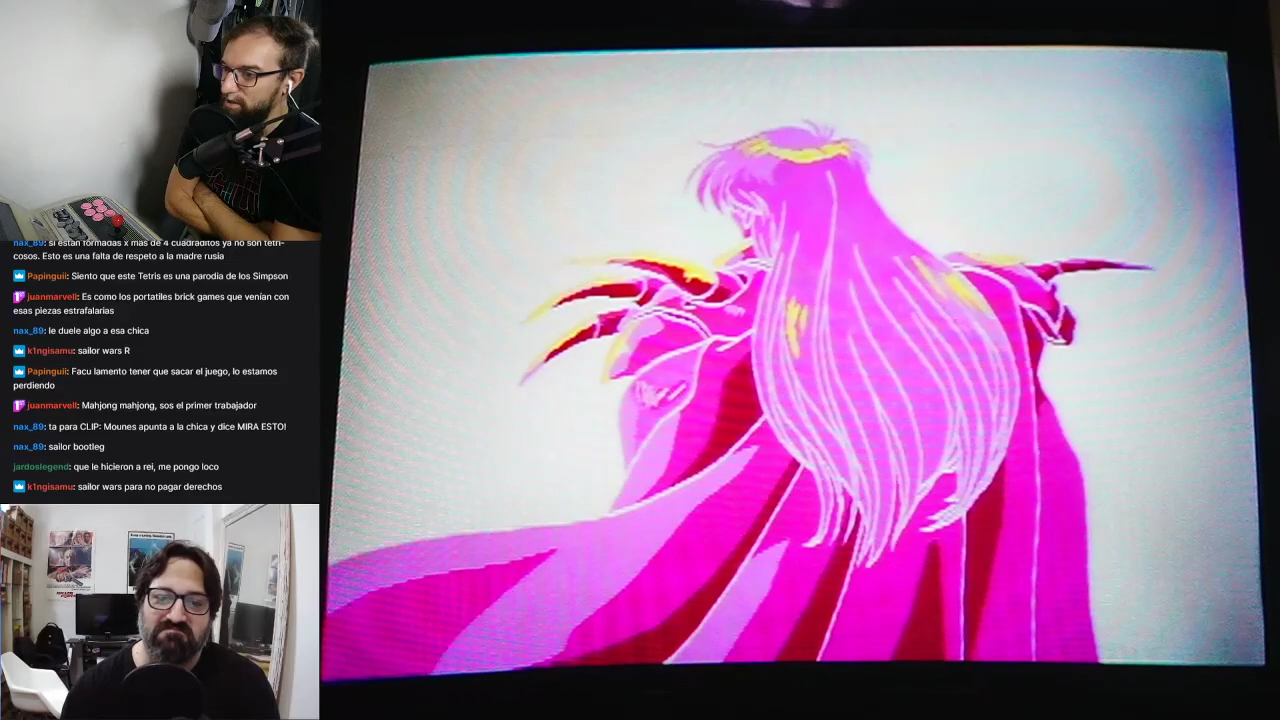 nax_89: si están formadas x mas de 4 cuadraditos ya no son tetri-
cosos. Esto es una falta de respeto a la madre rusia
Papinguii: Siento que este Tetris es una parodia de los Simpson
juanmarvell: Es como los portatiles brick games que venían con
esas piezas estrafalarias
nax_89: le duele algo a esa chica
k1ngisamu: sailor wars R
Papinguii: Facu lamento tener que sacar el juego, lo estamos
perdiendo
juanmarvell: Mahjong mahjong, sos el primer trabajador
nax_89: ta para CLIP: Mounes apunta a la chica y dice MIRA ESTO!
nax_89: sailor bootleg
jardoslegend: que le hicieron a rei, me pongo loco
k1ngisamu: sailor wars para no pagar derechos